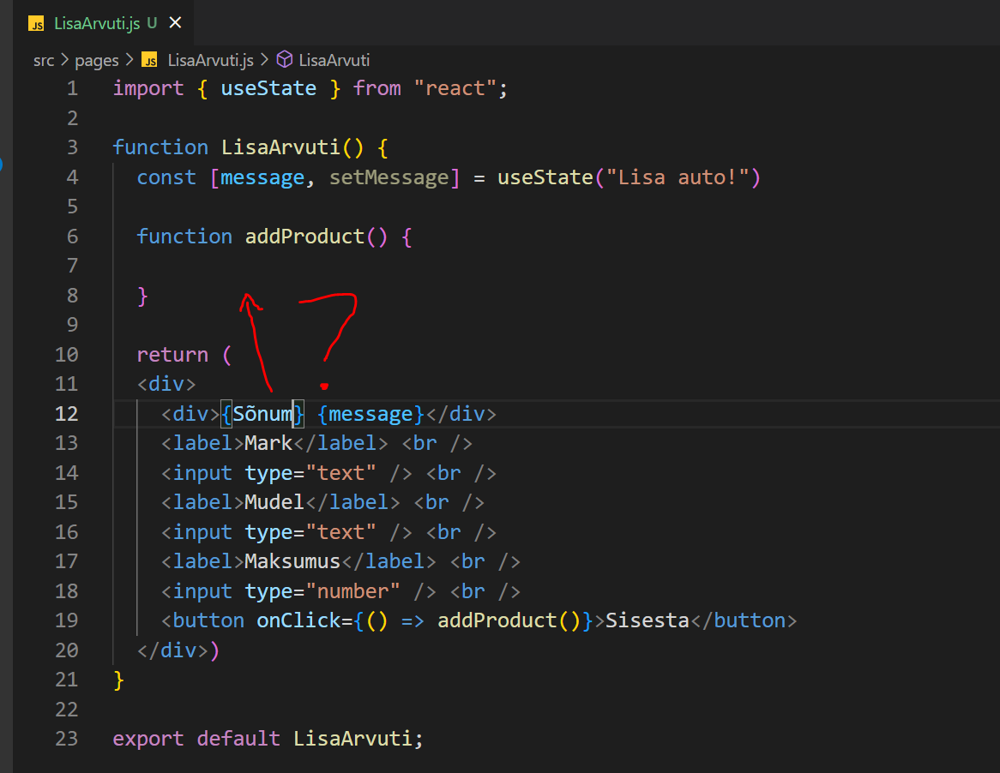 JS LisaArvuti.js U ×
src > pages > JS LisaArvuti.js > LisaArvuti
1 import { useState } from "react";
2
3 function LisaArvuti() {
4 const [message, setMessage] = useState("Lisa auto!")
5
6 function addProduct() {
7
8 }
9
10 return (
11 <div>
12 <div>{Sõnum} {message}</div>
13 <label>Mark</label> <br />
14 <input type="text" /> <br />
15 <label>Mudel</label> <br />
16 <input type="text" /> <br />
17 <label>Maksumus</label> <br />
18 <input type="number" /> <br />
19 <button onClick={() => addProduct()}>Sisesta</button>
20 </div>)
21 }
22
23 export default LisaArvuti;
?